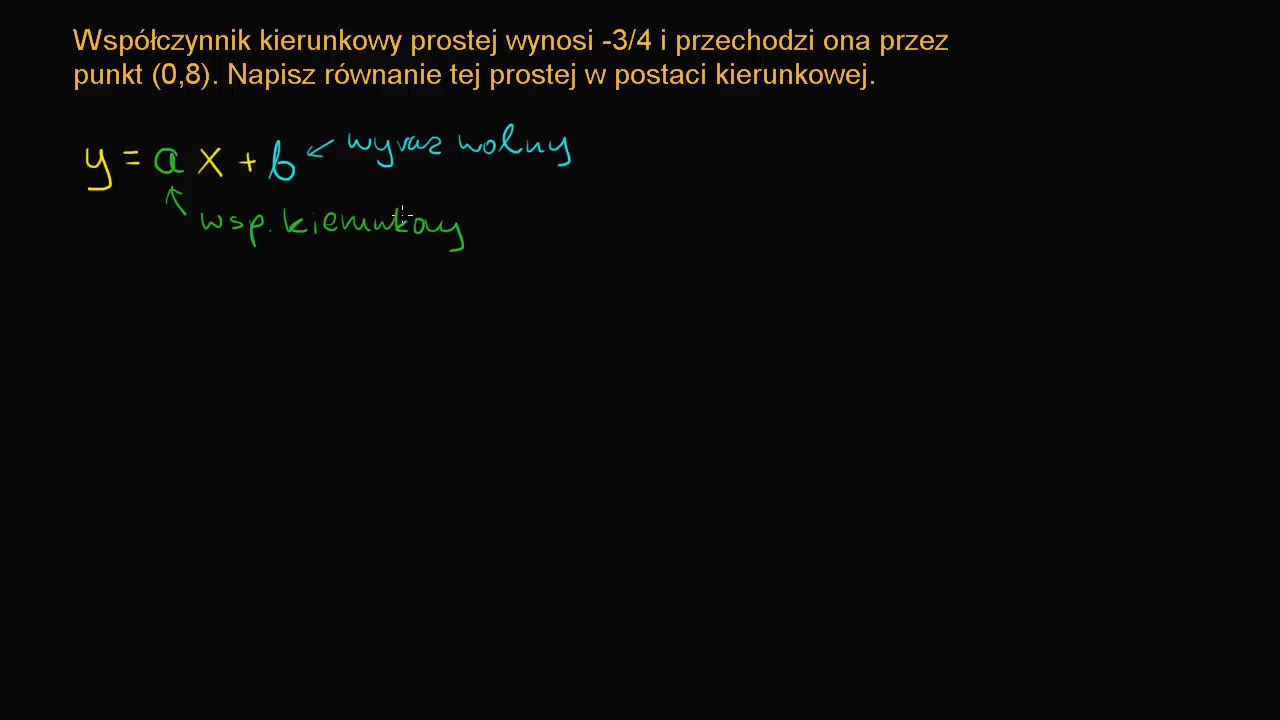 Współczynnik kierunkowy prostej wynosi -3/4 i przechodzi ona przez
punkt (0,8). Napisz równanie tej prostej w postaci kierunkowej.
y = a x + b ← wyraz wolny
↑ wsp. kierunkowy